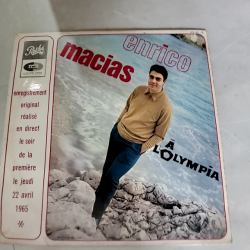 enrico
macias
Pathé
enregistrement
original
réalisé
en direct
le soir
de la
première
le jeudi
22 avril
1965
A
L'OLYMPIA